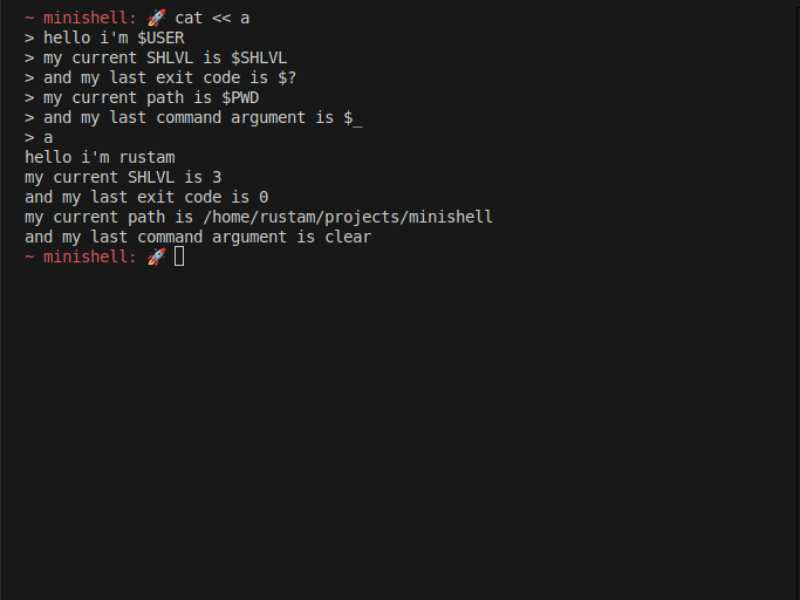 ~ minishell: 🚀 cat << a
> hello i'm $USER
> my current SHLVL is $SHLVL
> and my last exit code is $?
> my current path is $PWD
> and my last command argument is $_
> a
hello i'm rustam
my current SHLVL is 3
and my last exit code is 0
my current path is /home/rustam/projects/minishell
and my last command argument is clear
~ minishell: 🚀